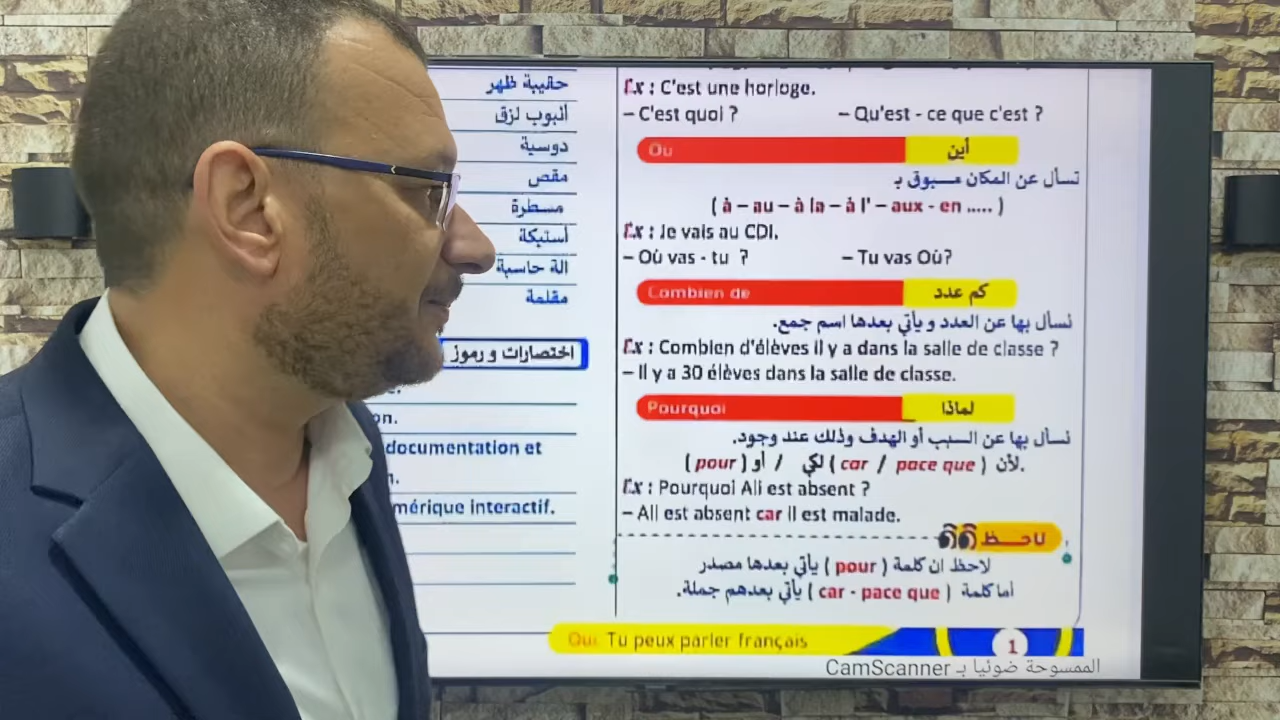 حقيبة ظهر
أنبوب لزق
دوسية
مقص
مسطرة
أستيكة
الة حاسبة
مقلمة
اختصارات و رموز
on.
documentation et
mérique interactif.
Ex : C'est une horloge.
– C'est quoi ? – Qu'est - ce que c'est ?
Ou أين
تسأل عن المكان مسبوق بـ
( à – au – à la – à l' – aux - en ..... )
Ex : Je vais au CDI.
– Où vas - tu ? – Tu vas Où?
Combien de كم عدد
نسأل بها عن العدد و يأتي بعدها اسم جمع.
Ex : Combien d'élèves il y a dans la salle de classe ?
– Il y a 30 élèves dans la salle de classe.
Pourquoi لماذا
نسأل بها عن السبب أو الهدف وذلك عند وجود.
.لأن ( car / pace que ) لكي / أو ( pour )
Ex : Pourquoi Ali est absent ?
– Ali est absent car il est malade.
لاحــظ
لاحظ ان كلمة ( pour ) يأتي بعدها مصدر
أما كلمة ( car - pace que ) يأتي بعدهم جملة.
Oui Tu peux parler français 1
الممسوحة ضوئيا بـ CamScanner